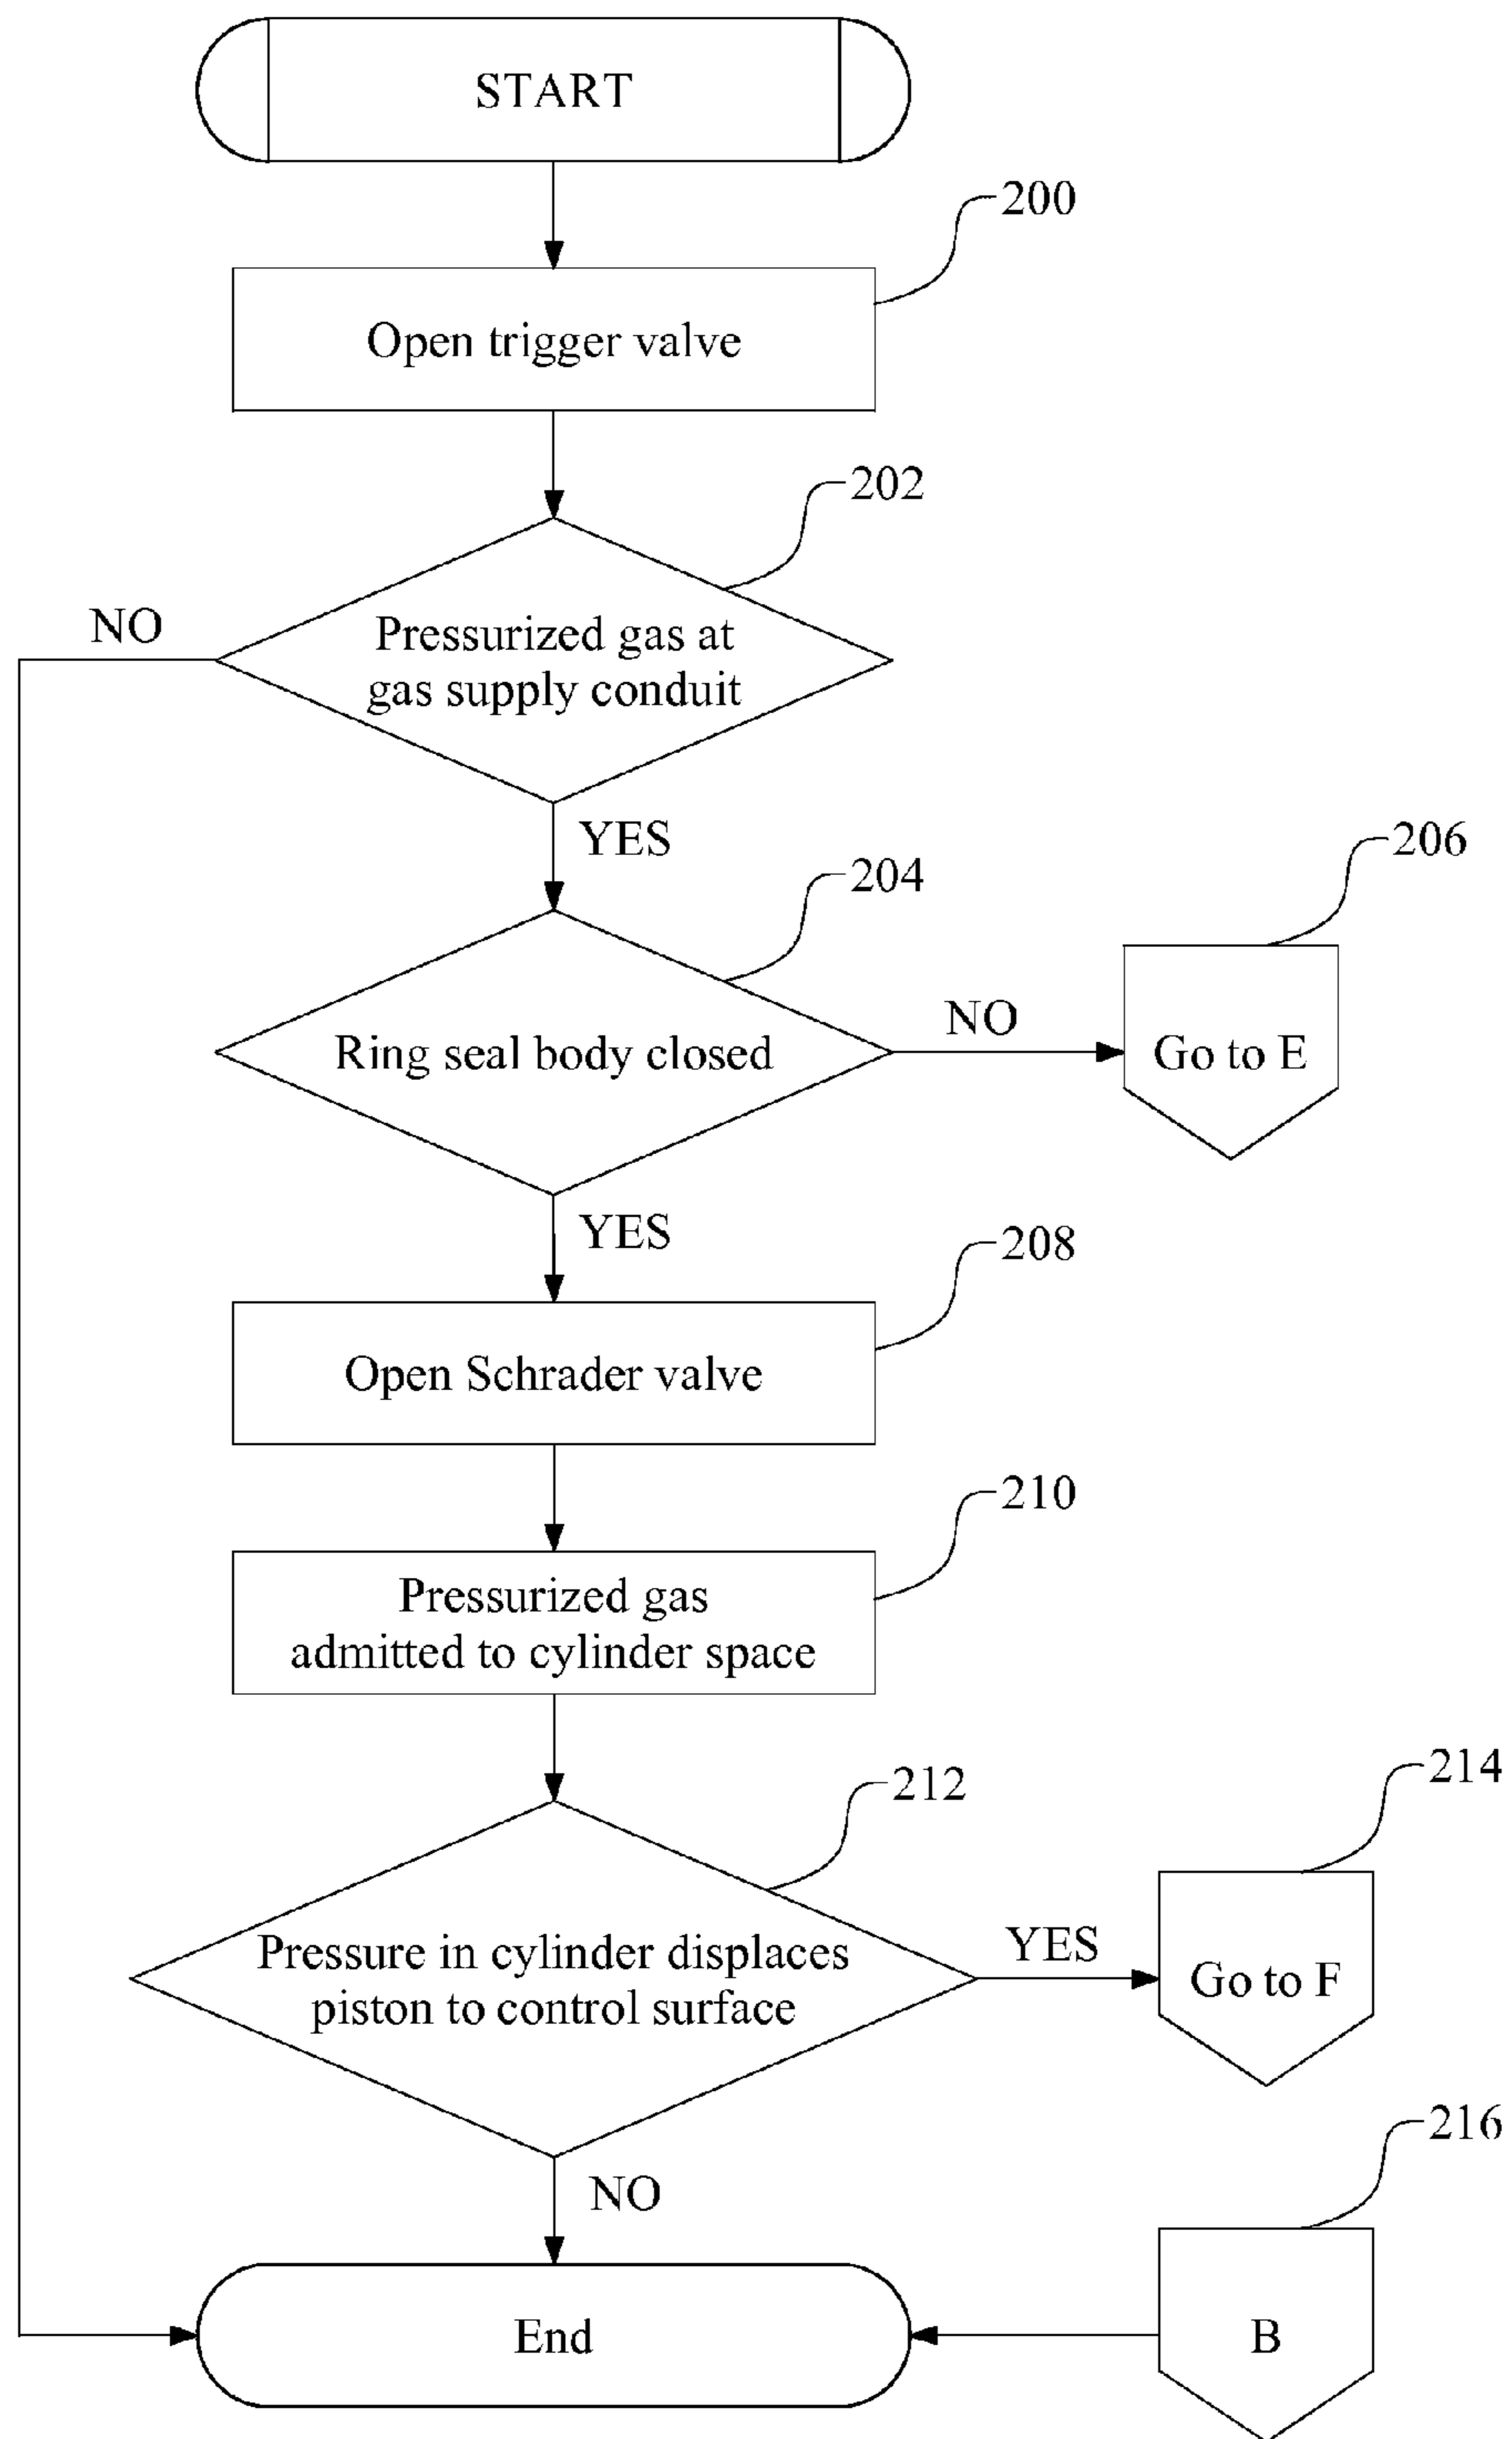 START
200
Open trigger valve
202
NO
Pressurized gas at
gas supply conduit
YES
206
204
NO
Ring seal body closed
Go to E
YES
208
Open Schrader valve
210
Pressurized gas
admitted to cylinder space
214
212
YES
Pressure in cylinder displaces
piston to control surface
Go to F
216
NO
End
B